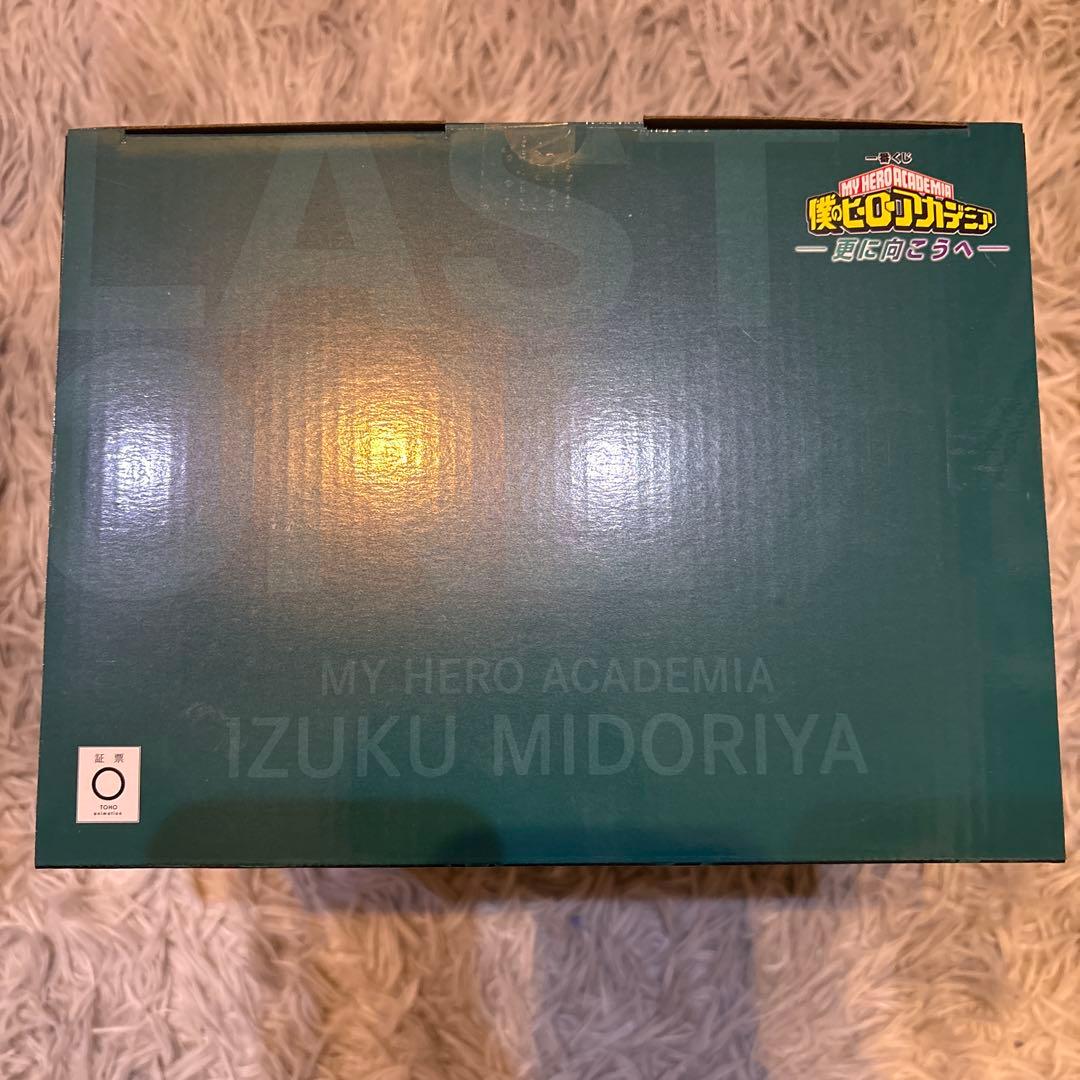 LAST
一番くじ
MY HERO ACADEMIA
僕のヒーローアカデミア
更に向こうへ
MY HERO ACADEMIA
IZUKU MIDORIYA
証票
TOHO
animation